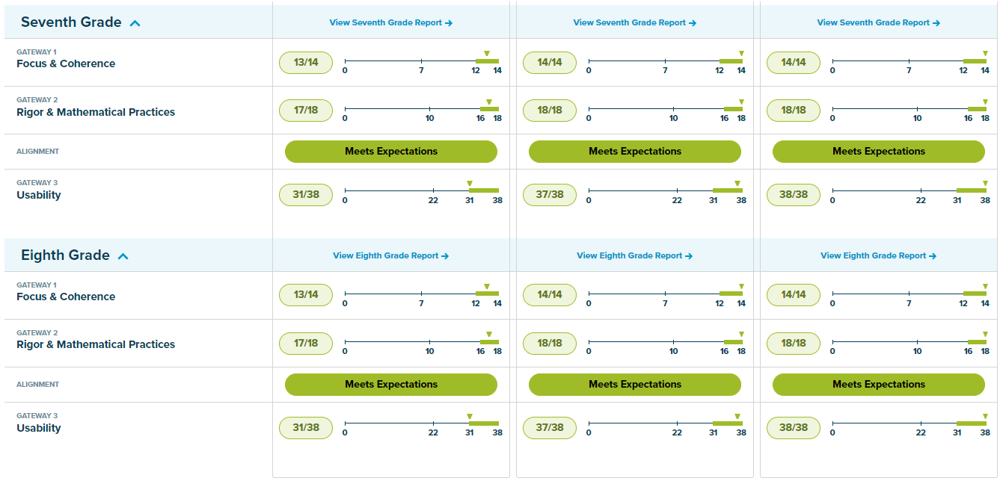 Seventh Grade View Seventh Grade Report → View Seventh Grade Report → View Seventh Grade Report →
GATEWAY 1
Focus & Coherence
13/14 0 7 12 14 14/14 0 7 12 14 14/14 0 7 12 14
GATEWAY 2
Rigor & Mathematical Practices
17/18 0 10 16 18 18/18 0 10 16 18 18/18 0 10 16 18
ALIGNMENT Meets Expectations Meets Expectations Meets Expectations
GATEWAY 3
Usability
31/38 0 22 31 38 37/38 0 22 31 38 38/38 0 22 31 38
Eighth Grade View Eighth Grade Report → View Eighth Grade Report → View Eighth Grade Report →
GATEWAY 1
Focus & Coherence
13/14 0 7 12 14 14/14 0 7 12 14 14/14 0 7 12 14
GATEWAY 2
Rigor & Mathematical Practices
17/18 0 10 16 18 18/18 0 10 16 18 18/18 0 10 16 18
ALIGNMENT Meets Expectations Meets Expectations Meets Expectations
GATEWAY 3
Usability
31/38 0 22 31 38 37/38 0 22 31 38 38/38 0 22 31 38